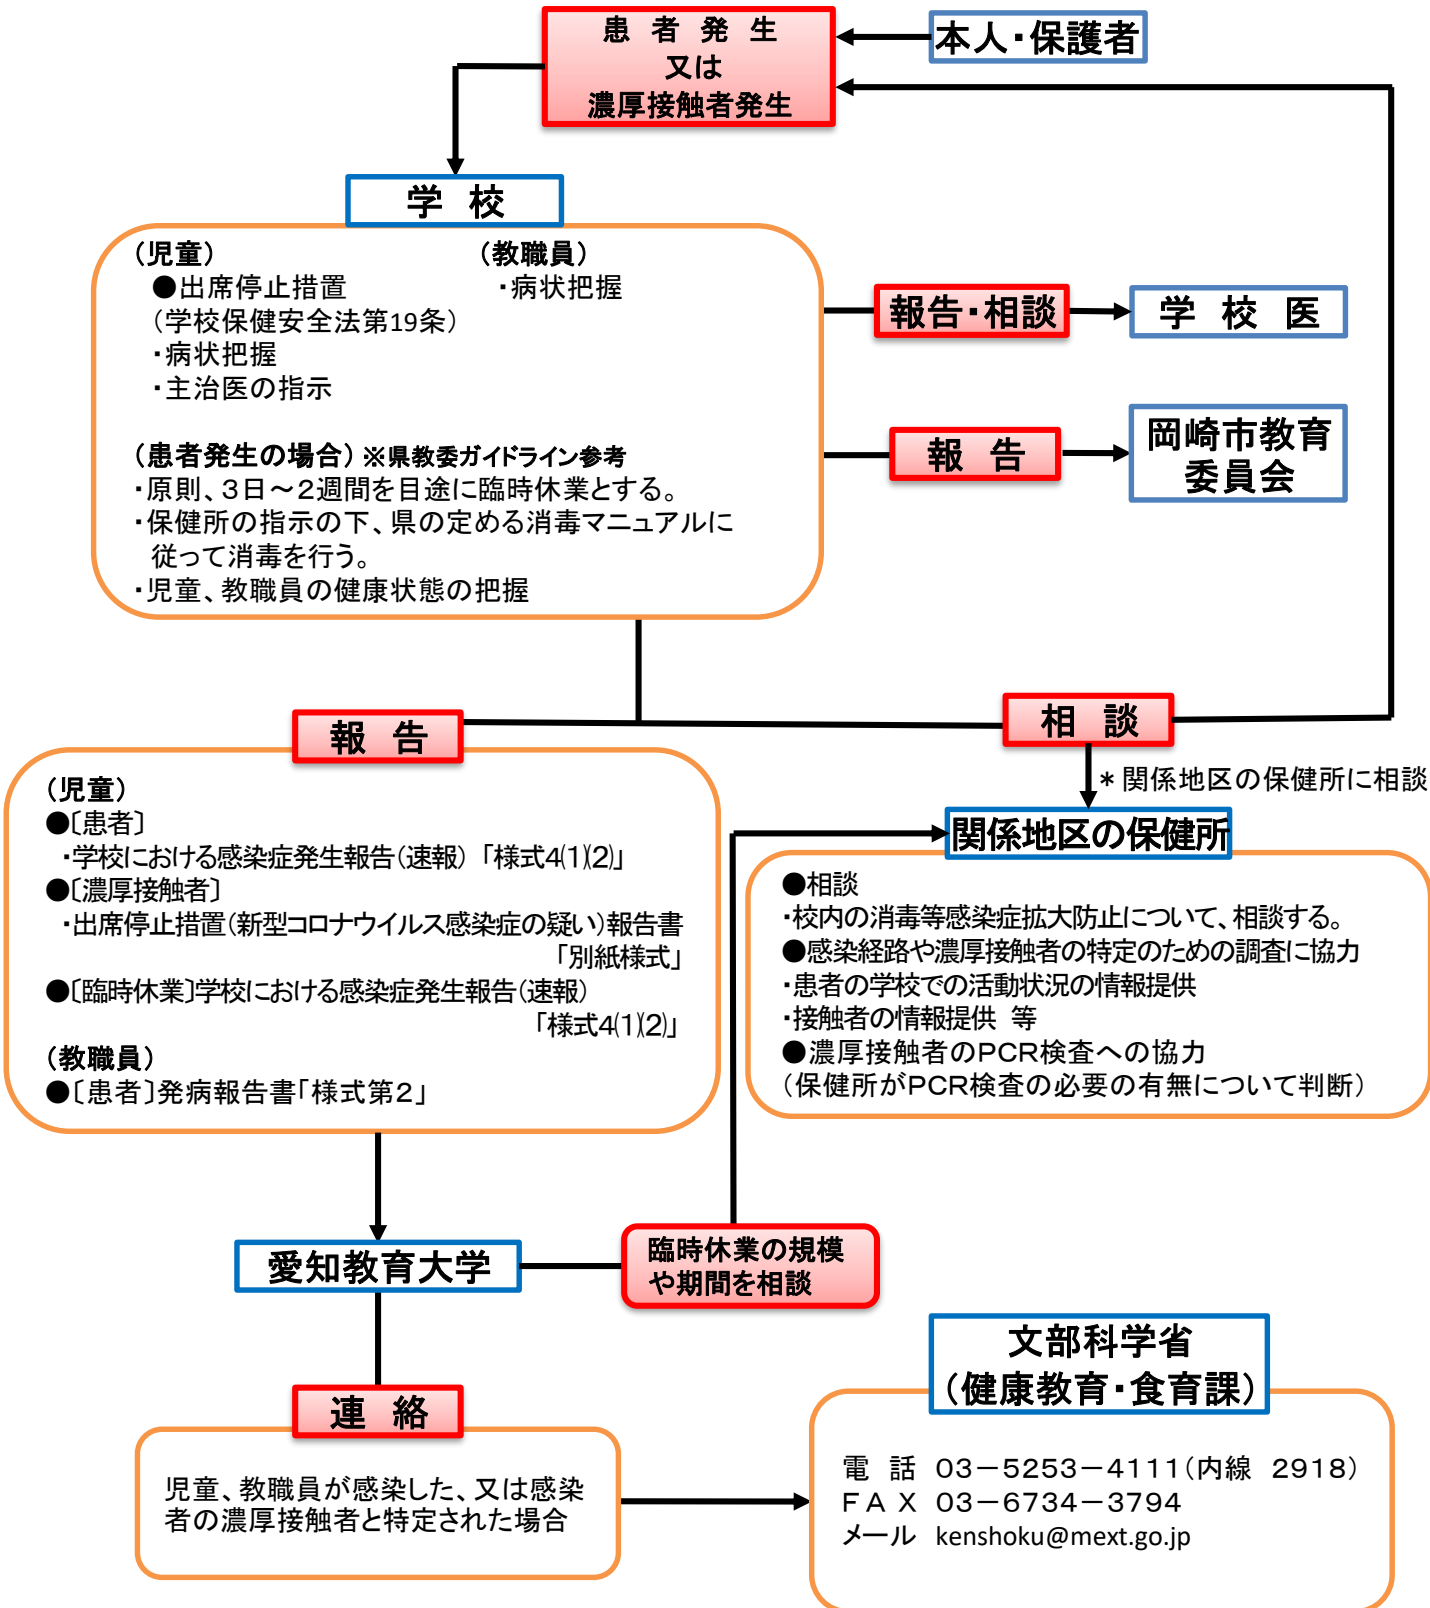 患者発生
又は
濃厚接触者発生
本人・保護者
学校
（児童）
●出席停止措置
（学校保健安全法第19条）
・病状把握
・主治医の指示
（教職員）
・病状把握
（患者発生の場合）※県教委ガイドライン参考
・原則、３日～２週間を目途に臨時休業とする。
・保健所の指示の下、県の定める消毒マニュアルに
従って消毒を行う。
・児童、教職員の健康状態の把握
報告・相談
学校医
報告
岡崎市教育
委員会
報告
相談
＊関係地区の保健所に相談
（児童）
●〔患者〕
・学校における感染症発生報告（速報）「様式4(1)(2)」
●〔濃厚接触者〕
・出席停止措置（新型コロナウイルス感染症の疑い）報告書
「別紙様式」
●〔臨時休業〕学校における感染症発生報告（速報）
「様式4(1)(2)」
（教職員）
●〔患者〕発病報告書「様式第２」
関係地区の保健所
●相談
・校内の消毒等感染症拡大防止について、相談する。
●感染経路や濃厚接触者の特定のための調査に協力
・患者の学校での活動状況の情報提供
・接触者の情報提供　等
●濃厚接触者のＰＣＲ検査への協力
（保健所がＰＣＲ検査の必要の有無について判断）
愛知教育大学
臨時休業の規模
や期間を相談
連絡
児童、教職員が感染した、又は感染
者の濃厚接触者と特定された場合
文部科学省
（健康教育・食育課）
電　話　０３－５２５３－４１１１（内線　２９１８）
ＦＡＸ　０３－６７３４－３７９４
メール　kenshoku@mext.go.jp